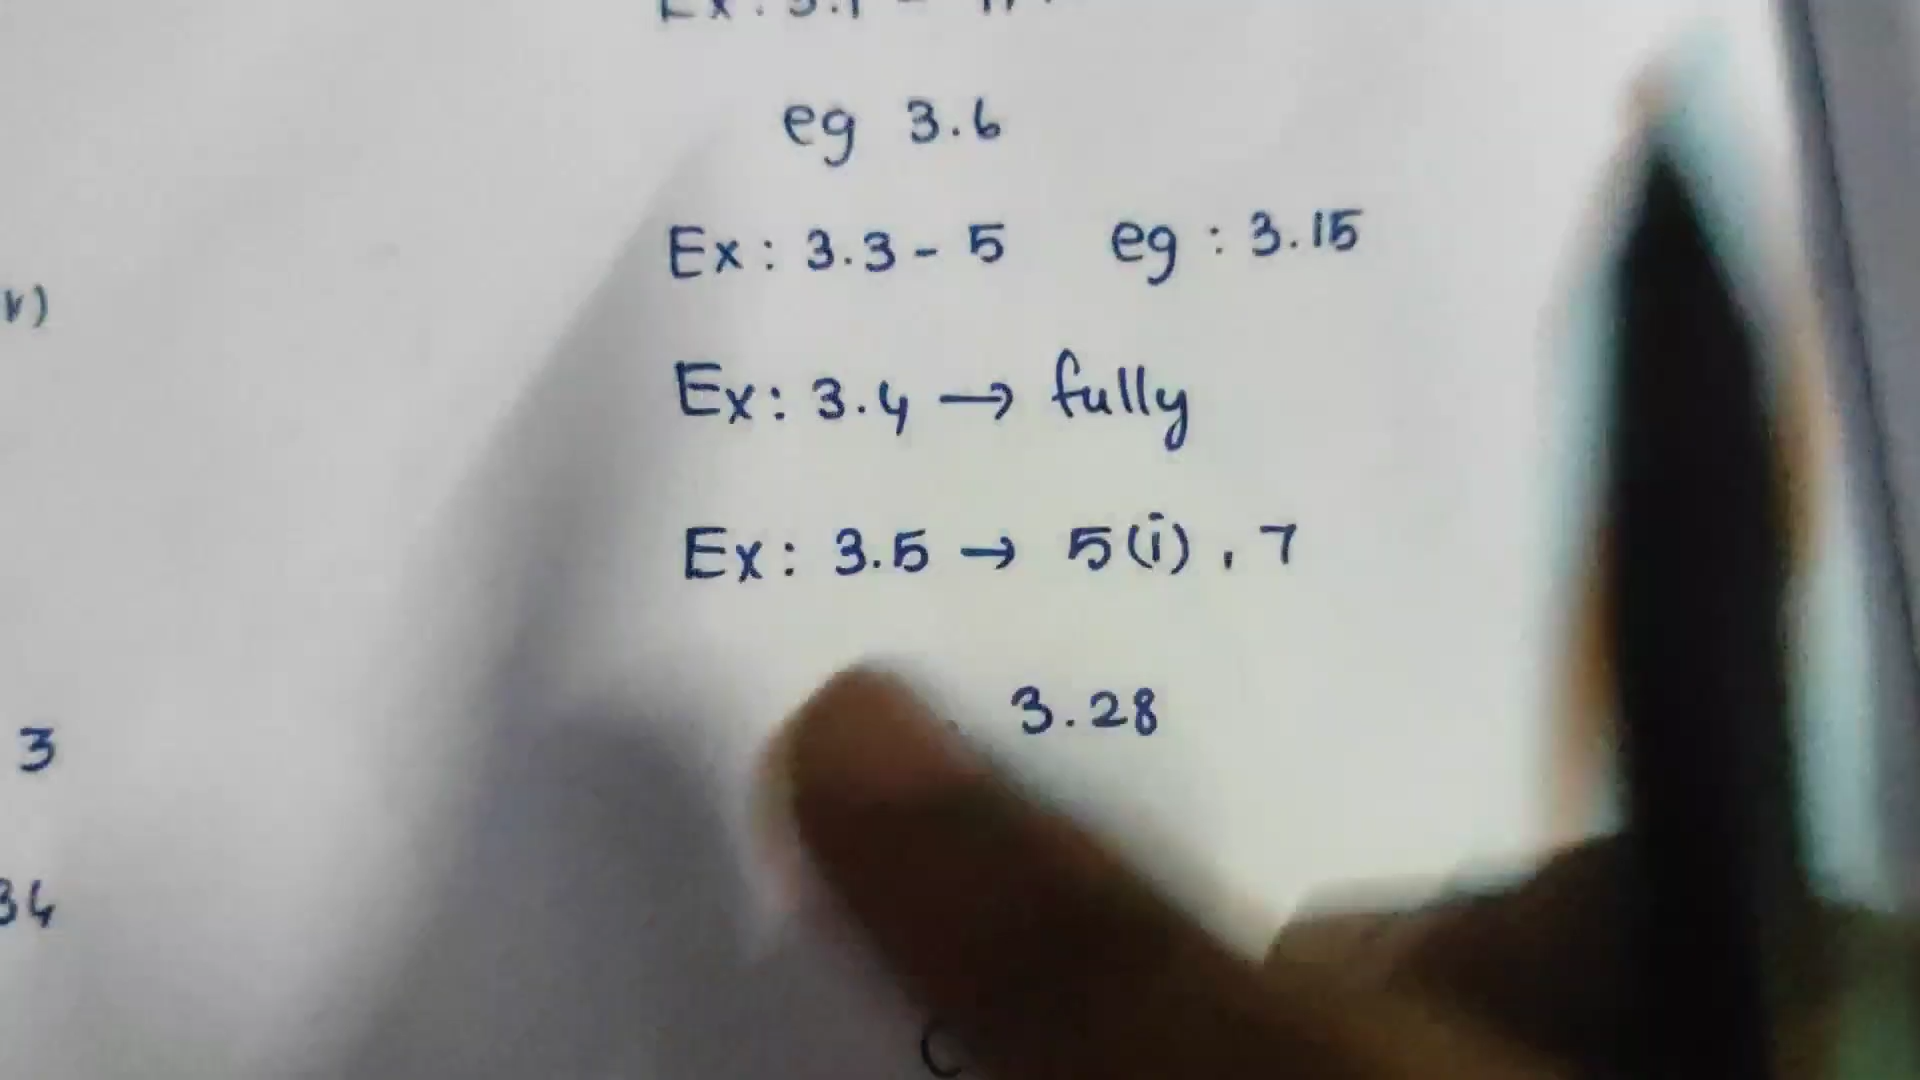 eg 3.6
Ex: 3.3 - 5 eg: 3.15
Ex: 3.4 → fully
Ex: 3.5 → 5(i), 7
3.28
v)
3
34